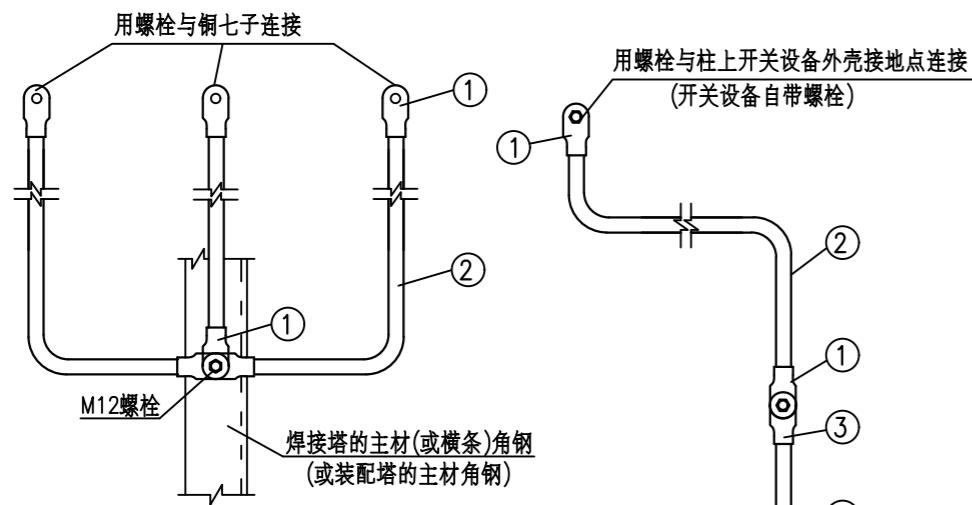 用螺栓与铜七子连接
用螺栓与柱上开关设备外壳接地点连接
(开关设备自带螺栓)
①
①
②
②
①
①
M12螺栓
③
焊接塔的主材(或横条)角钢
(或装配塔的主材角钢)